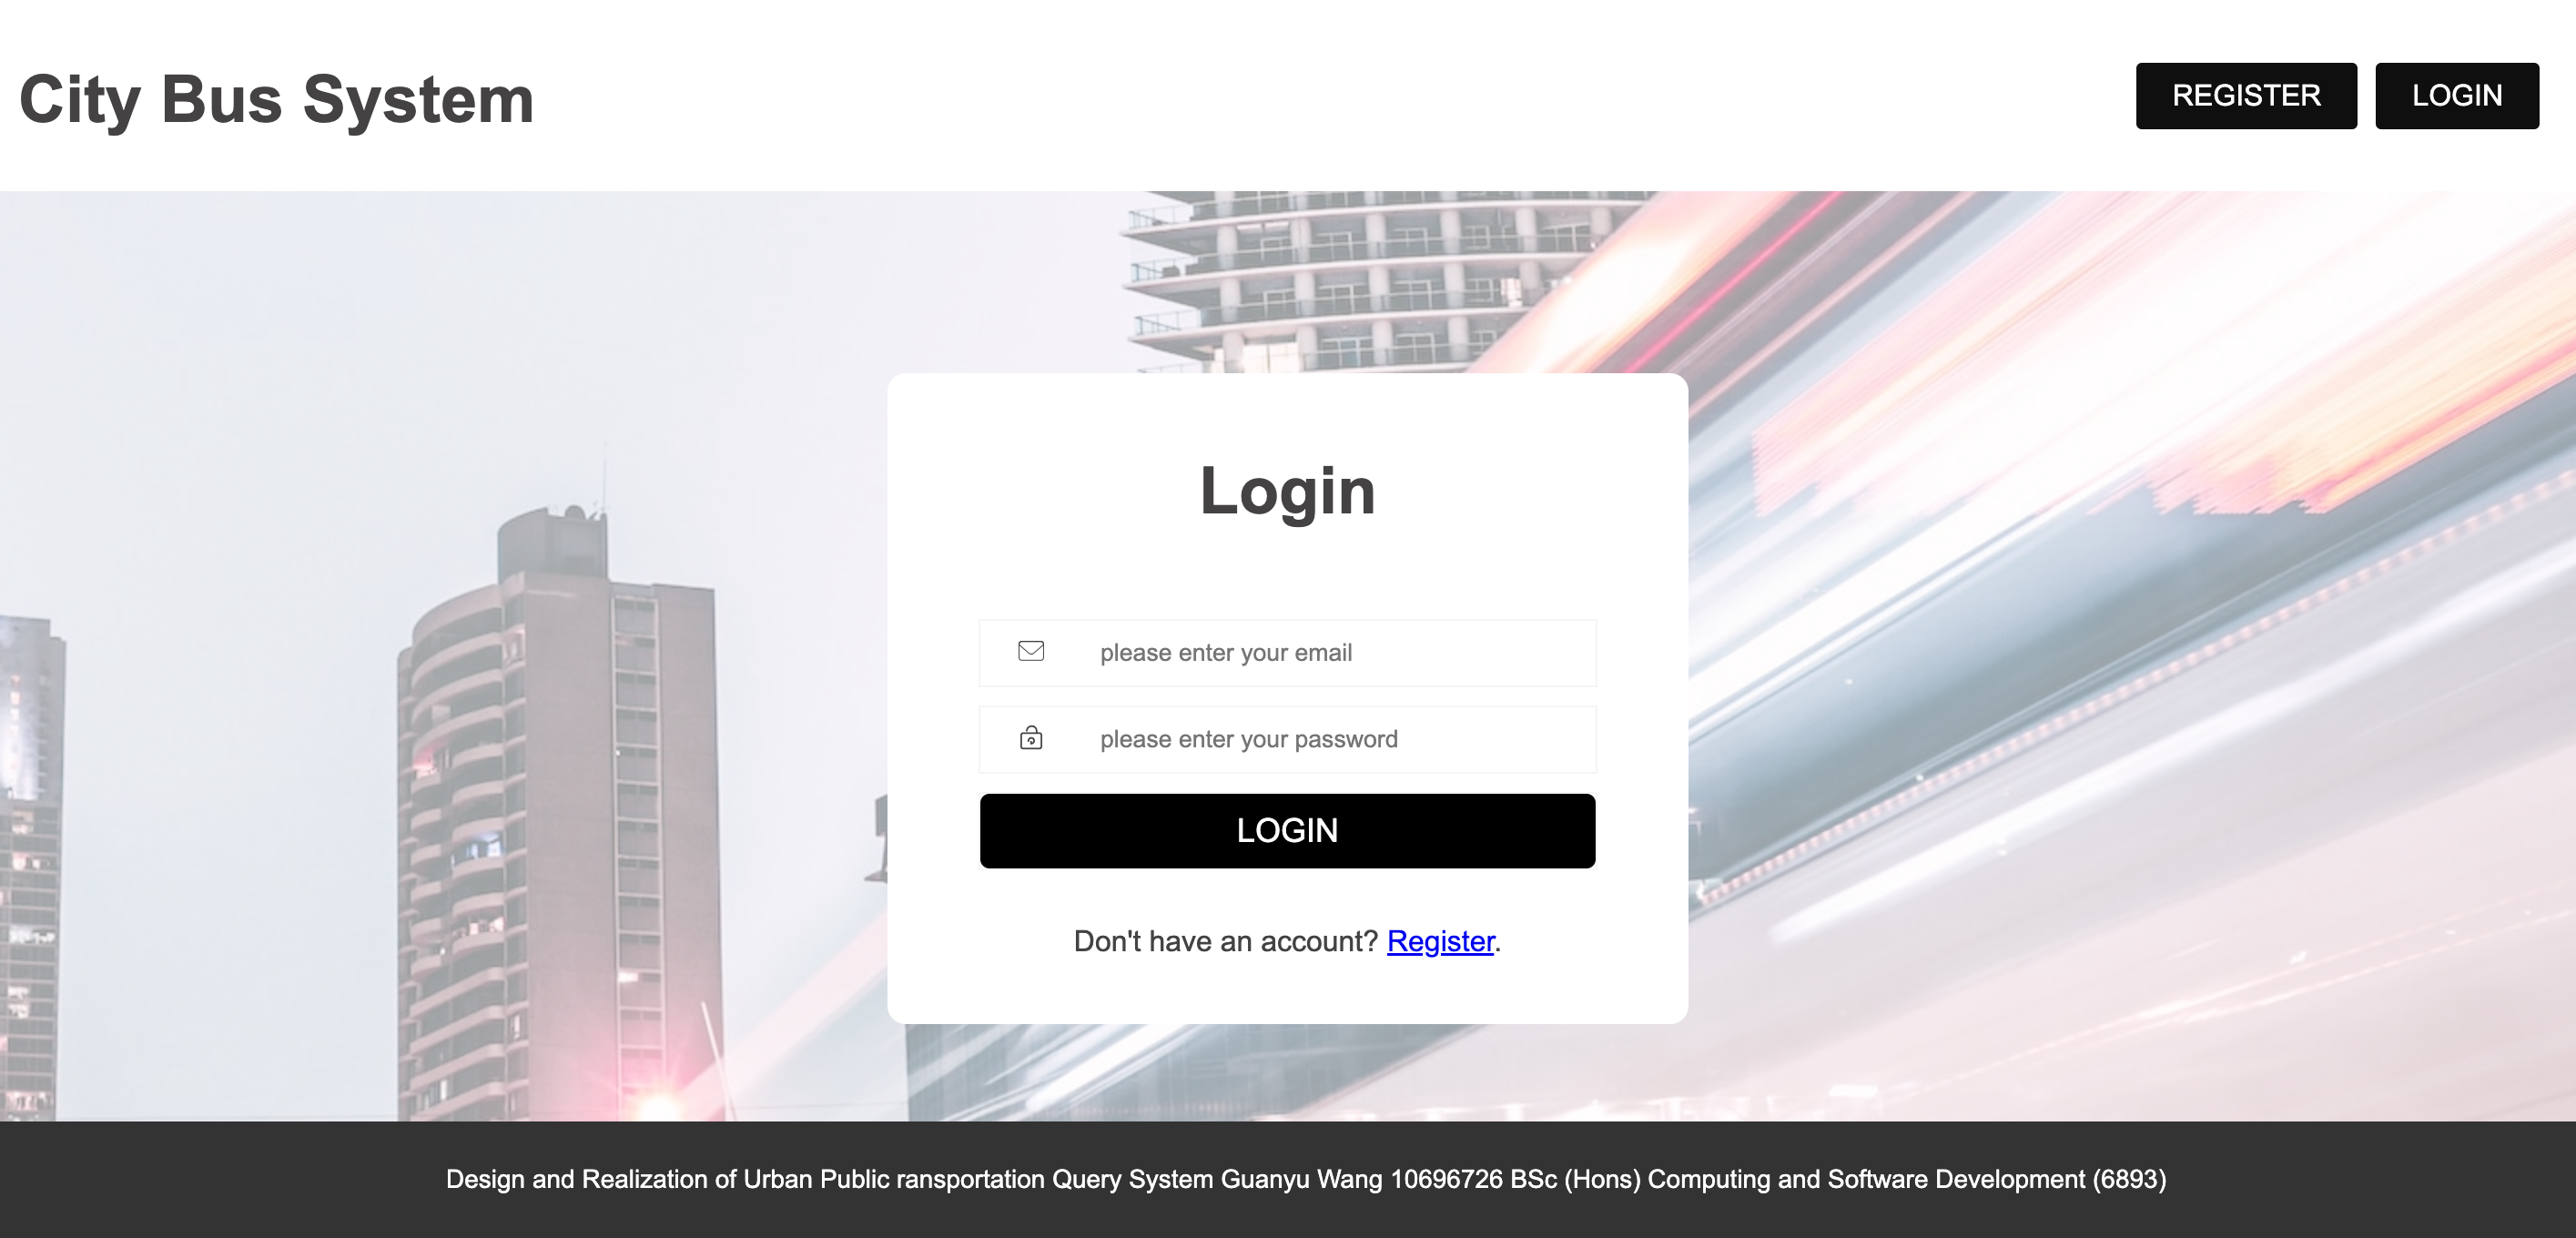 City Bus System
REGISTER
LOGIN
Login
please enter your email
please enter your password
LOGIN
Don't have an account? Register.
Design and Realization of Urban Public ransportation Query System Guanyu Wang 10696726 BSc (Hons) Computing and Software Development (6893)